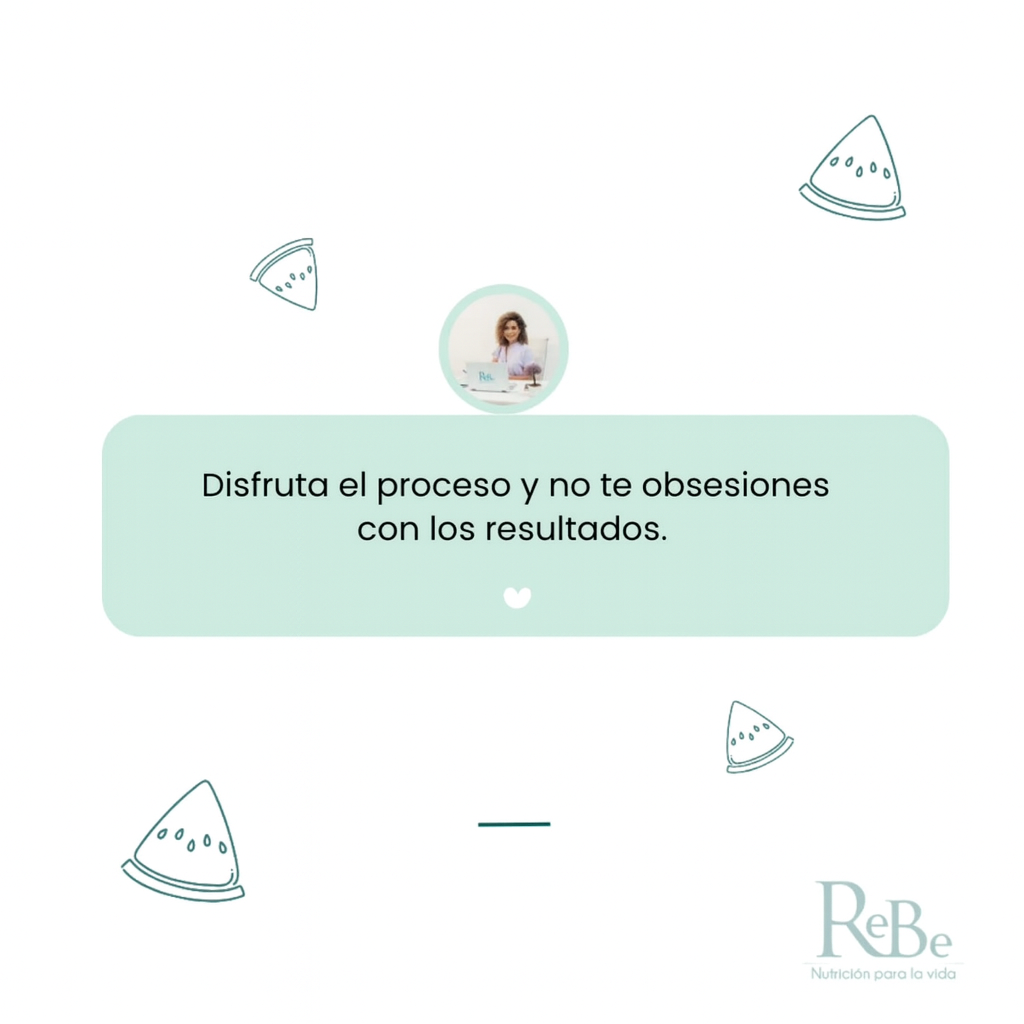 ReBe
Disfruta el proceso y no te obsesiones
con los resultados.
ReBe
Nutrición para la vida